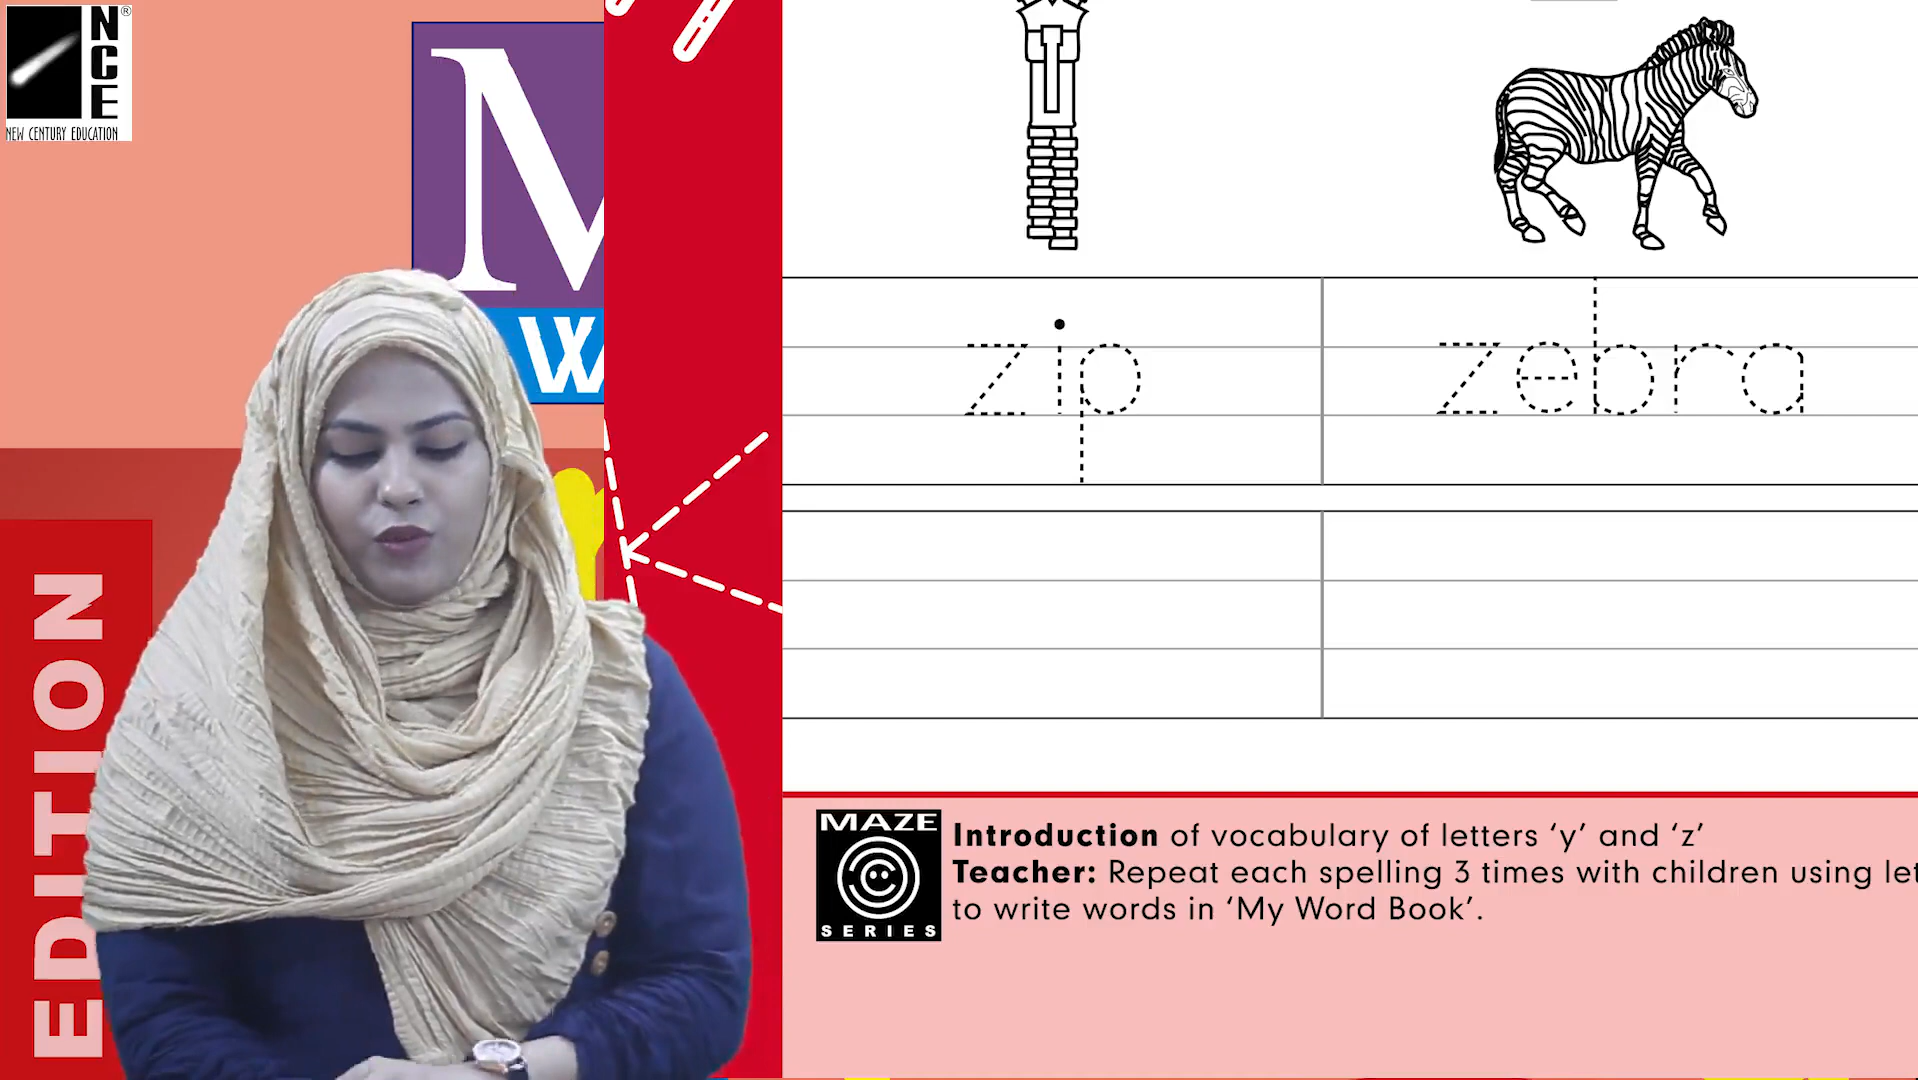 NCE®
NEW CENTURY EDUCATION
M
W
EDITION
zip
zebra
MAZE
SERIES
Introduction of vocabulary of letters ‘y’ and ‘z’
Teacher: Repeat each spelling 3 times with children using let
to write words in ‘My Word Book’.